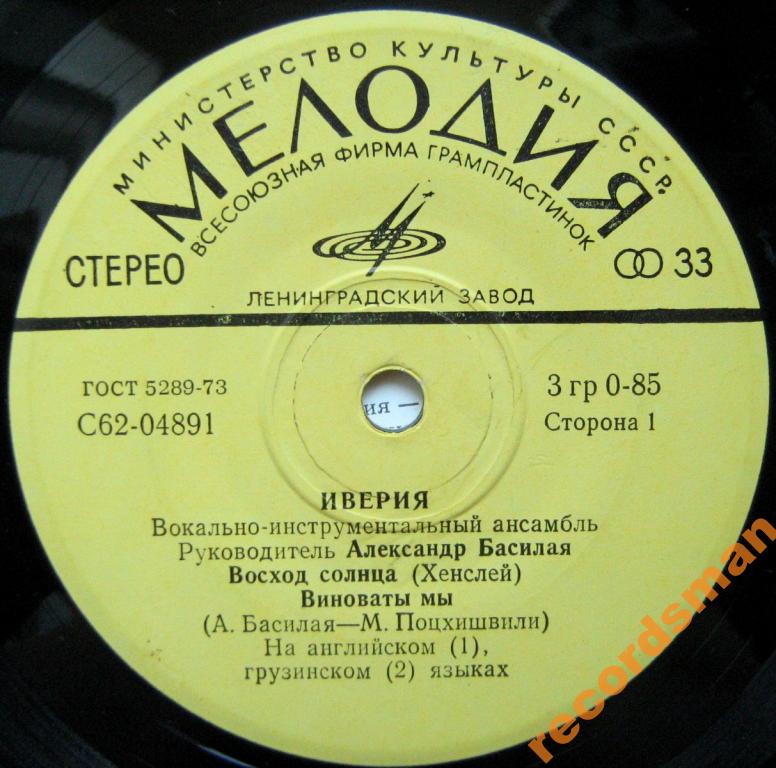 МИНИСТЕРСТВО КУЛЬТУРЫ СССР
МЕЛОДИЯ
ВСЕСОЮЗНАЯ ФИРМА ГРАМПЛАСТИНОК
СТЕРЕО
33
ЛЕНИНГРАДСКИЙ ЗАВОД
ГОСТ 5289-73
3 гр 0-85
С62-04891
Сторона 1
ия —
ИВЕРИЯ
Вокально-инструментальный ансамбль
Руководитель Александр Басилая
Восход солнца (Хенслей)
Виноваты мы
(А. Басилая—М. Поцхишвили)
На английском (1),
грузинском (2) языках
recordsman